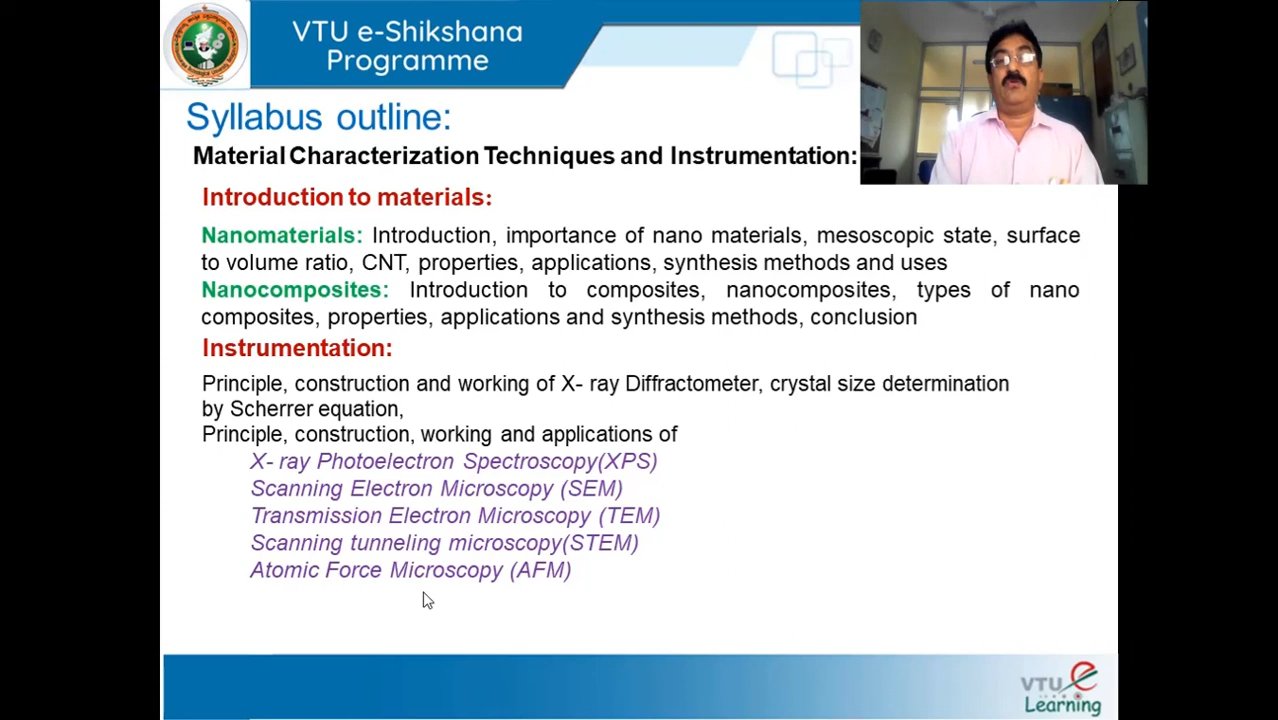 VTU e-Shikshana
Programme
Syllabus outline:
Material Characterization Techniques and Instrumentation:
Introduction to materials:
Nanomaterials: Introduction, importance of nano materials, mesoscopic state, surface
to volume ratio, CNT, properties, applications, synthesis methods and uses
Nanocomposites: Introduction to composites, nanocomposites, types of nano
composites, properties, applications and synthesis methods, conclusion
Instrumentation:
Principle, construction and working of X- ray Diffractometer, crystal size determination
by Scherrer equation,
Principle, construction, working and applications of
X- ray Photoelectron Spectroscopy(XPS)
Scanning Electron Microscopy (SEM)
Transmission Electron Microscopy (TEM)
Scanning tunneling microscopy(STEM)
Atomic Force Microscopy (AFM)
VTU e
Learning